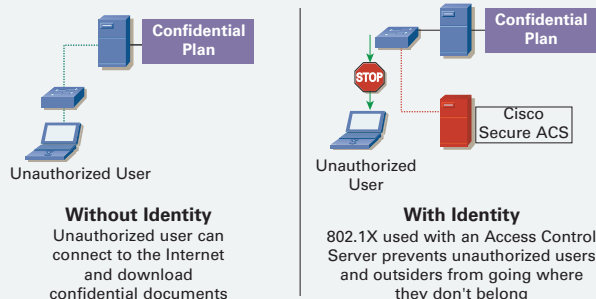 Confidential
Plan
Unauthorized User
Without Identity
Unauthorized user can
connect to the Internet
and download
confidential documents
Confidential
Plan
STOP
Cisco
Secure ACS
Unauthorized
User
With Identity
802.1X used with an Access Control
Server prevents unauthorized users
and outsiders from going where
they don't belong